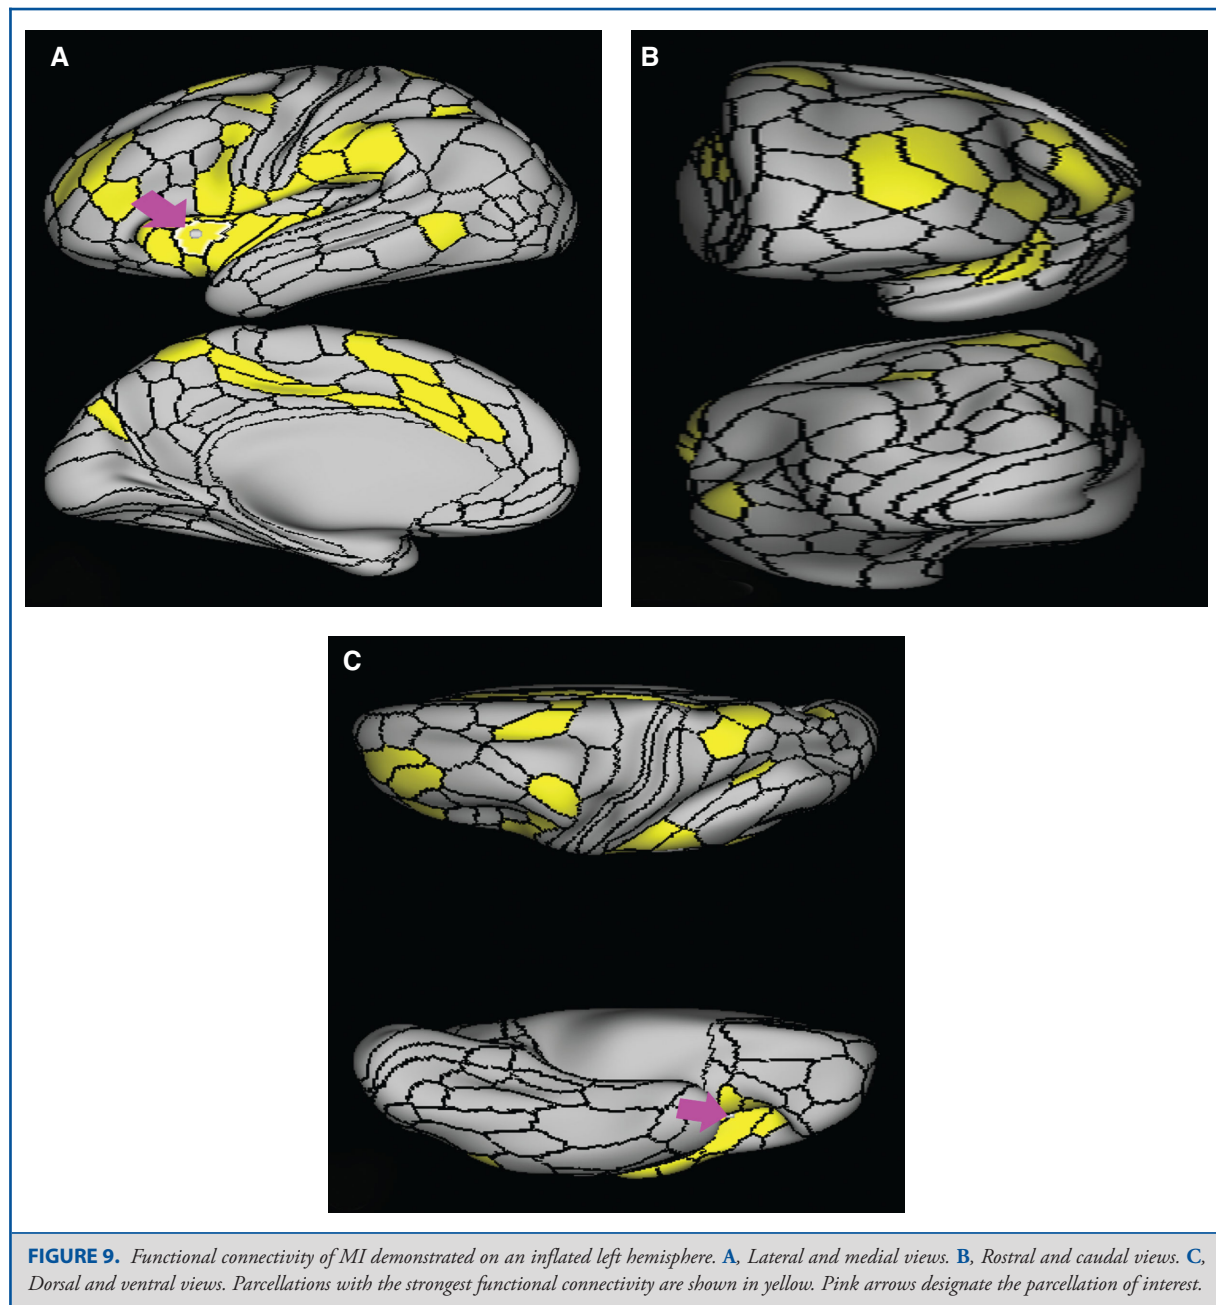 A
B
C
FIGURE 9. Functional connectivity of MI demonstrated on an inflated left hemisphere. A, Lateral and medial views. B, Rostral and caudal views. C,
Dorsal and ventral views. Parcellations with the strongest functional connectivity are shown in yellow. Pink arrows designate the parcellation of interest.